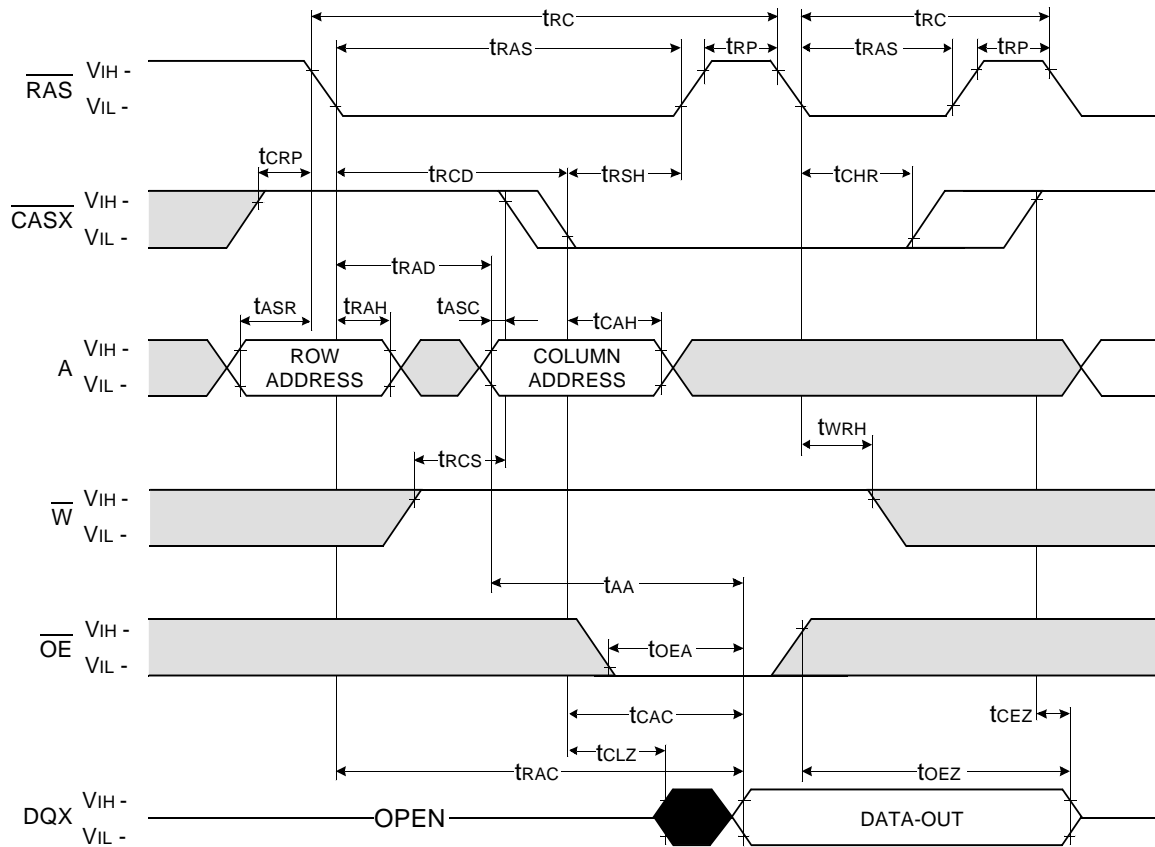 tRC tRC
tRAS tRP tRAS tRP
RAS VIH -
VIL -
tCRP tRCD tRSH tCHR
CASX VIH -
VIL -
tRAD
tASR tRAH tASC tCAH
A VIH -
VIL -
ROW
ADDRESS
COLUMN
ADDRESS
tWRH
tRCS
W VIH -
VIL -
tAA
OE VIH -
VIL -
tOEA
tCAC tCEZ
tCLZ
tRAC tOEZ
DQX VIH -
VIL -
OPEN DATA-OUT